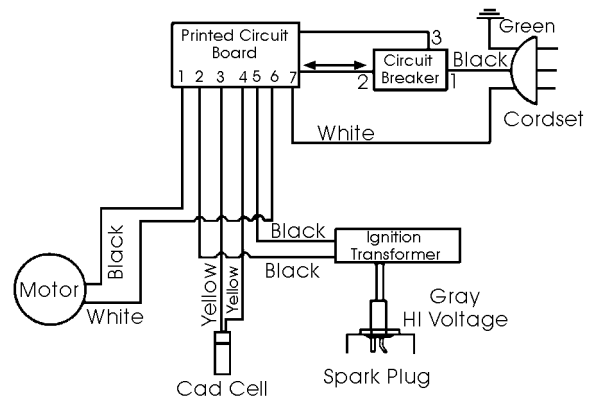 Printed Circuit
Board
1 2 3 4 5 6 7
3
Circuit
Breaker
2
1
Green
Black
Cordset
White
Black
Ignition
Transformer
Black
Black
Yellow
Yellow
Motor
White
Gray
HI Voltage
Cad Cell
Spark Plug